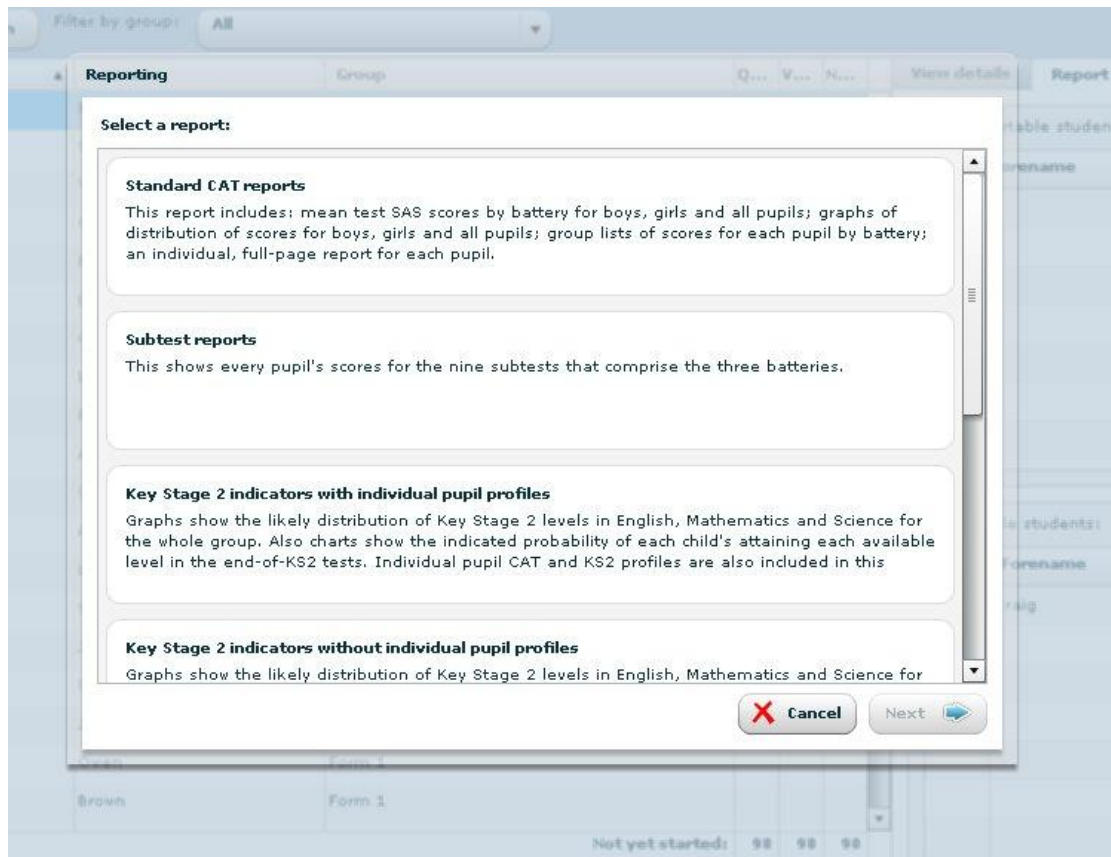 Filter by group: All
Reporting Group Q... V... N... View details Report
Select a report:
Standard CAT reports
This report includes: mean test SAS scores by battery for boys, girls and all pupils; graphs of
distribution of scores for boys, girls and all pupils; group lists of scores for each pupil by battery;
an individual, full-page report for each pupil.
Subtest reports
This shows every pupil's scores for the nine subtests that comprise the three batteries.
Key Stage 2 indicators with individual pupil profiles
Graphs show the likely distribution of Key Stage 2 levels in English, Mathematics and Science for
the whole group. Also charts show the indicated probability of each child's attaining each available
level in the end-of-KS2 tests. Individual pupil CAT and KS2 profiles are also included in this
Key Stage 2 indicators without individual pupil profiles
Graphs show the likely distribution of Key Stage 2 levels in English, Mathematics and Science for
Cancel Next
students:
Forename
Form 1
Brown Form 1
Not yet started: 98 98 98